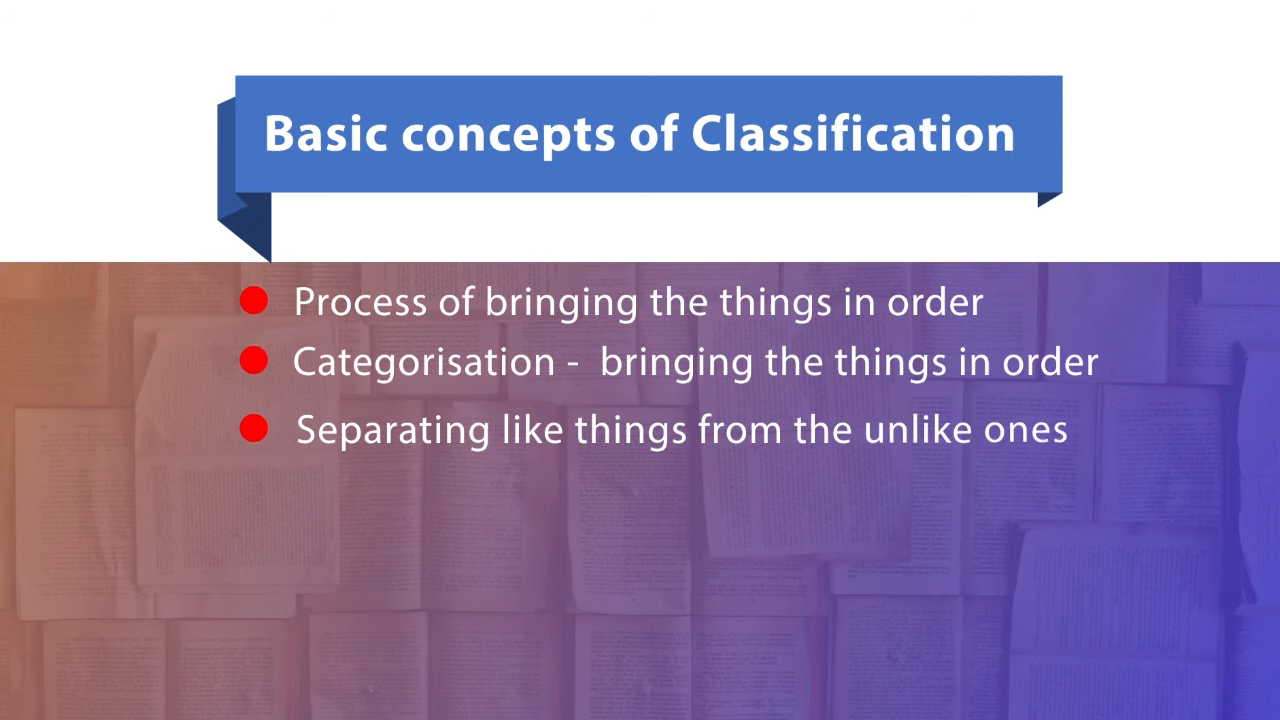 Basic concepts of Classification
Process of bringing the things in order
Categorisation - bringing the things in order
Separating like things from the unlike ones